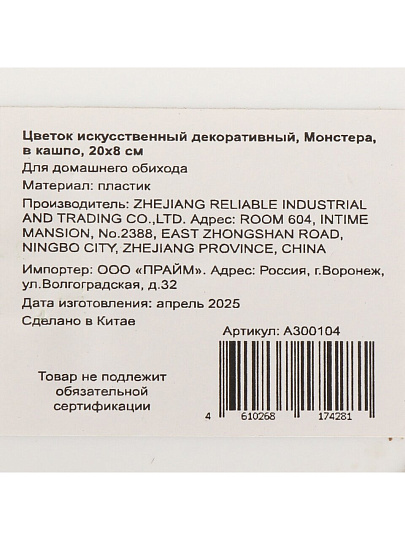 Цветок искусственный декоративный, Монстера,
в кашпо, 20х8 см
Для домашнего обихода
Материал: пластик
Производитель: ZHEJIANG RELIABLE INDUSTRIAL
AND TRADING CO.,LTD. Адрес: ROOM 604, INTIME
MANSION, No.2388, EAST ZHONGSHAN ROAD,
NINGBO CITY, ZHEJIANG PROVINCE, CHINA
Импортер: ООО «ПРАЙМ». Адрес: Россия, г.Воронеж,
ул.Волгоградская, д.32
Дата изготовления: апрель 2025
Сделано в Китае
Артикул: А300104
Товар не подлежит
обязательной
сертификации
4 610268 174281